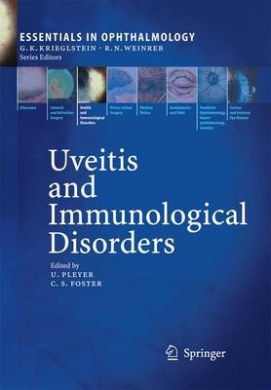 ESSENTIALS IN OPHTHALMOLOGY
G. K. KRIEGLSTEIN · R. N. WEINREB
Series Editors
Glaucoma
Cataract and Refractive Surgery
Uveitis and Immunological Disorders
Vitreo-retinal Surgery
Medical Retina
Oculoplastics and Orbit
Paediatric Ophthalmology, Neuro-ophthalmology, Genetics
Cornea and External Eye Disease
Uveitis
and
Immunological
Disorders
Edited by
U. PLEYER
C. S. FOSTER
Springer